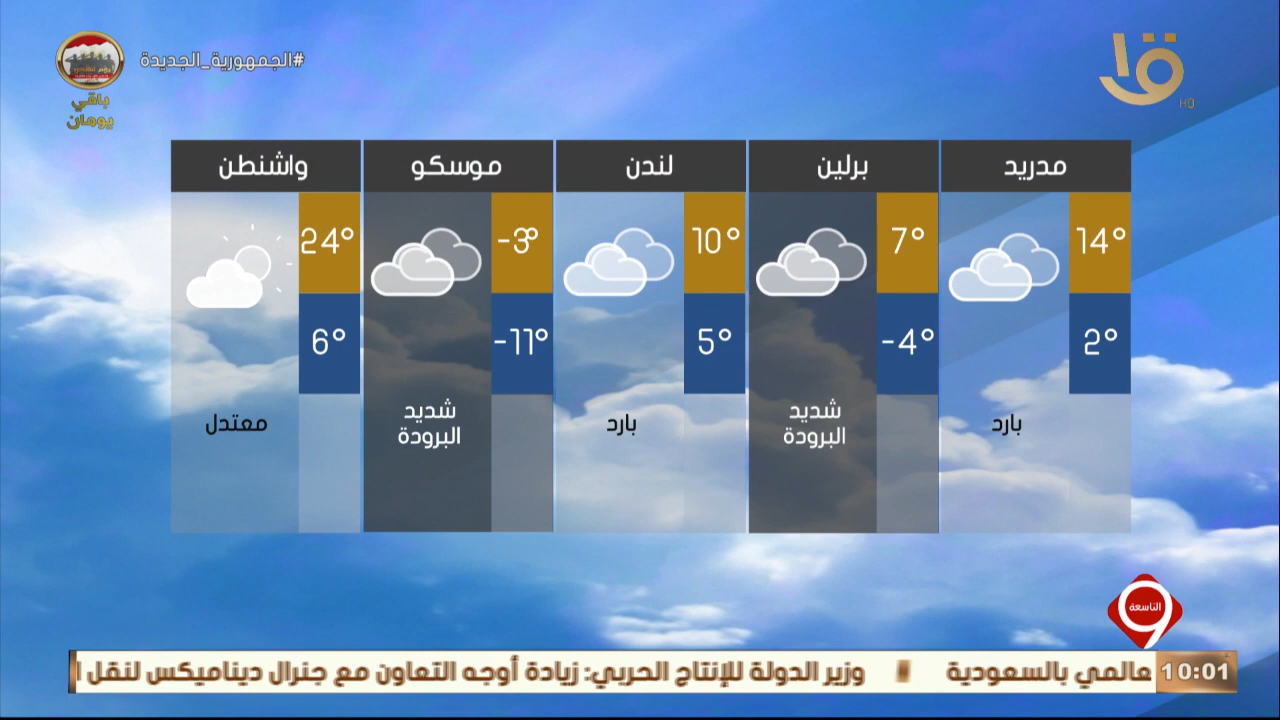 #الجمهورية_الجديدة
باقي
يومان
HD
مدريد
14°
2°
بارد
برلين
7°
-4°
شديد
البرودة
لندن
10°
5°
بارد
موسكو
-3°
-11°
شديد
البرودة
واشنطن
24°
6°
معتدل
التاسعة
9
10:01
عالمي بالسعودية
وزير الدولة للإنتاج الحربي: زيادة أوجه التعاون مع جنرال ديناميكس لنقل ا